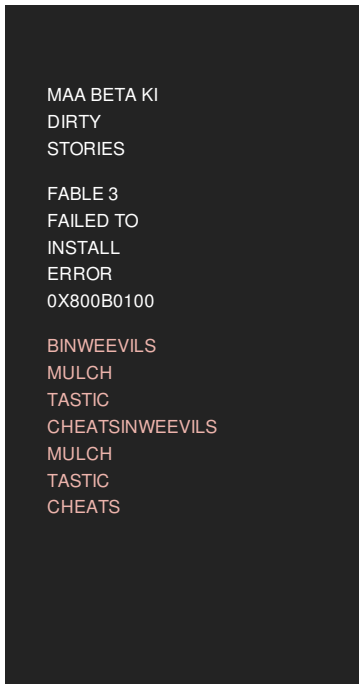 MAA BETA KI
DIRTY
STORIES
FABLE 3
FAILED TO
INSTALL
ERROR
0X800B0100
BINWEEVILS
MULCH
TASTIC
CHEATSINWEEVILS
MULCH
TASTIC
CHEATS